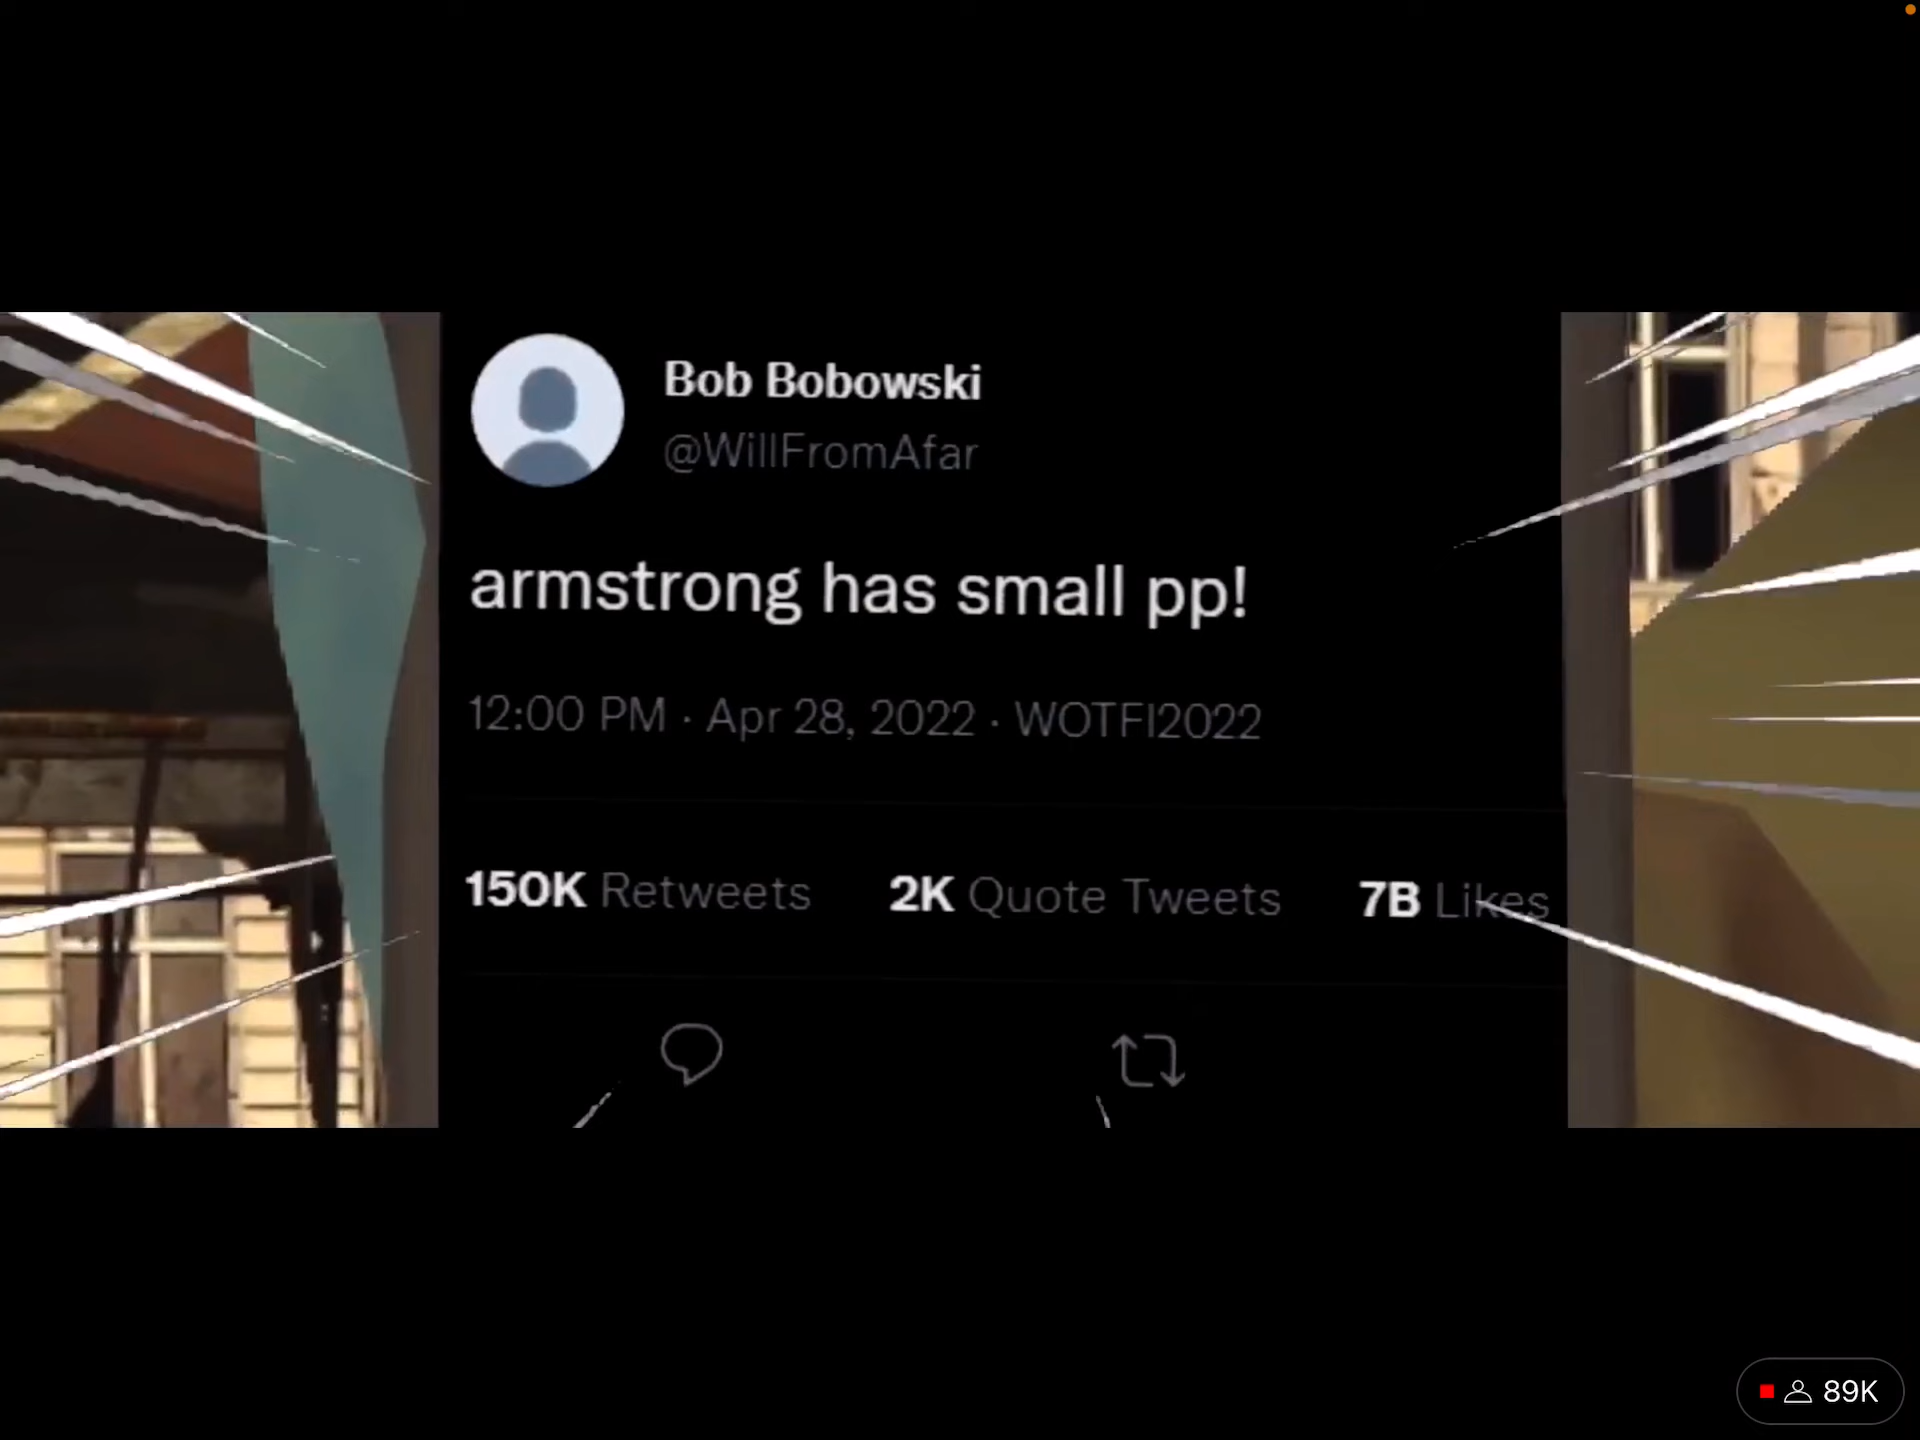 Bob Bobowski
@WillFromAfar
armstrong has small pp!
12:00 PM · Apr 28, 2022 · WOTFI2022
150K Retweets 2K Quote Tweets 7B Likes
89K